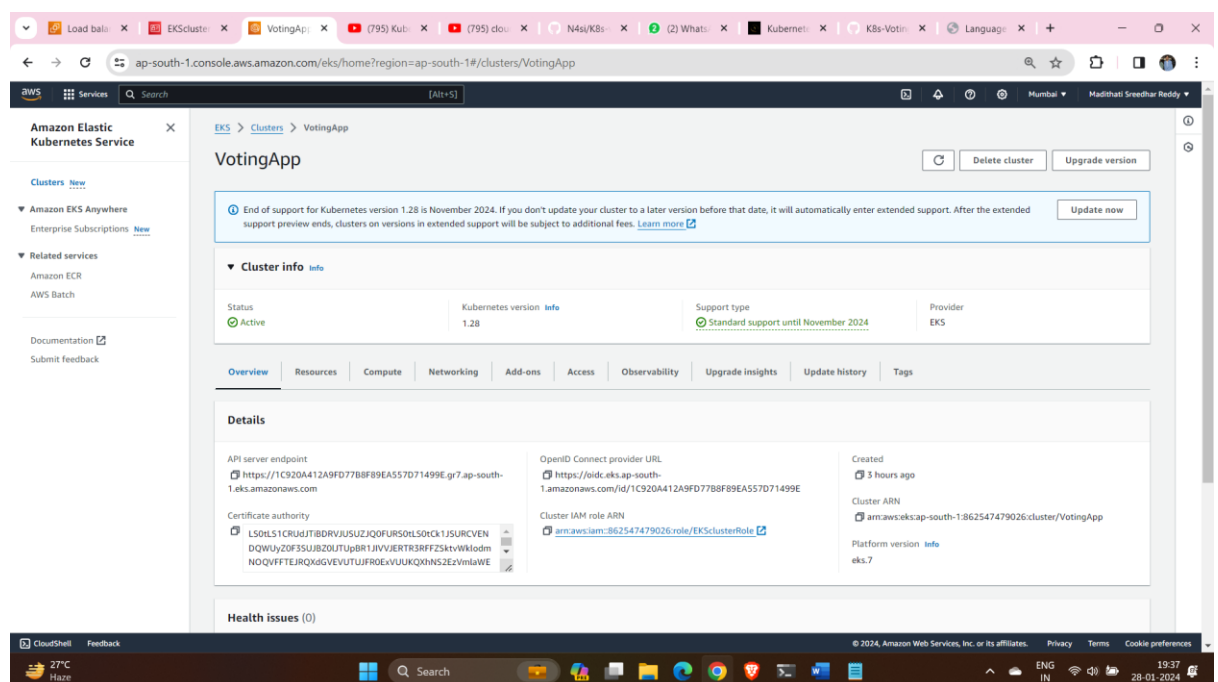 Load balar
EKScluste
VotingAp
(795) Kube
(795) clou
N4si/K8s-
(2) Whats
Kubernete
K8s-Votin
Language
ap-south-1.console.aws.amazon.com/eks/home?region=ap-south-1#/clusters/VotingApp
aws
Services
Search
[Alt+S]
Mumbai
Madithati Sreedhar Reddy
Amazon Elastic
Kubernetes Service
Clusters New
Amazon EKS Anywhere
Enterprise Subscriptions New
Related services
Amazon ECR
AWS Batch
Documentation
Submit feedback
EKS > Clusters > VotingApp
VotingApp
Delete cluster
Upgrade version
End of support for Kubernetes version 1.28 is November 2024. If you don't update your cluster to a later version before that date, it will automatically enter extended support. After the extended
support preview ends, clusters on versions in extended support will be subject to additional fees. Learn more
Update now
Cluster info Info
Status
Active
Kubernetes version Info
1.28
Support type
Standard support until November 2024
Provider
EKS
Overview
Resources
Compute
Networking
Add-ons
Access
Observability
Upgrade insights
Update history
Tags
Details
API server endpoint
https://1C920A412A9FD77B8F89EA557D71499E.gr7.ap-south-
1.eks.amazonaws.com
Certificate authority
OpenID Connect provider URL
https://oidc.eks.ap-south-
1.amazonaws.com/id/1C920A412A9FD77B8F89EA557D71499E
Cluster IAM role ARN
arn:aws:iam::862547479026:role/EKSclusterRole
Created
3 hours ago
Cluster ARN
arn:aws:eks:ap-south-1:862547479026:cluster/VotingApp
Platform version Info
eks.7
Health issues (0)
CloudShell
Feedback
© 2024, Amazon Web Services, Inc. or its affiliates.
Privacy
Terms
Cookie preferences
27°C
Haze
Search
ENG
IN
19:37
28-01-2024